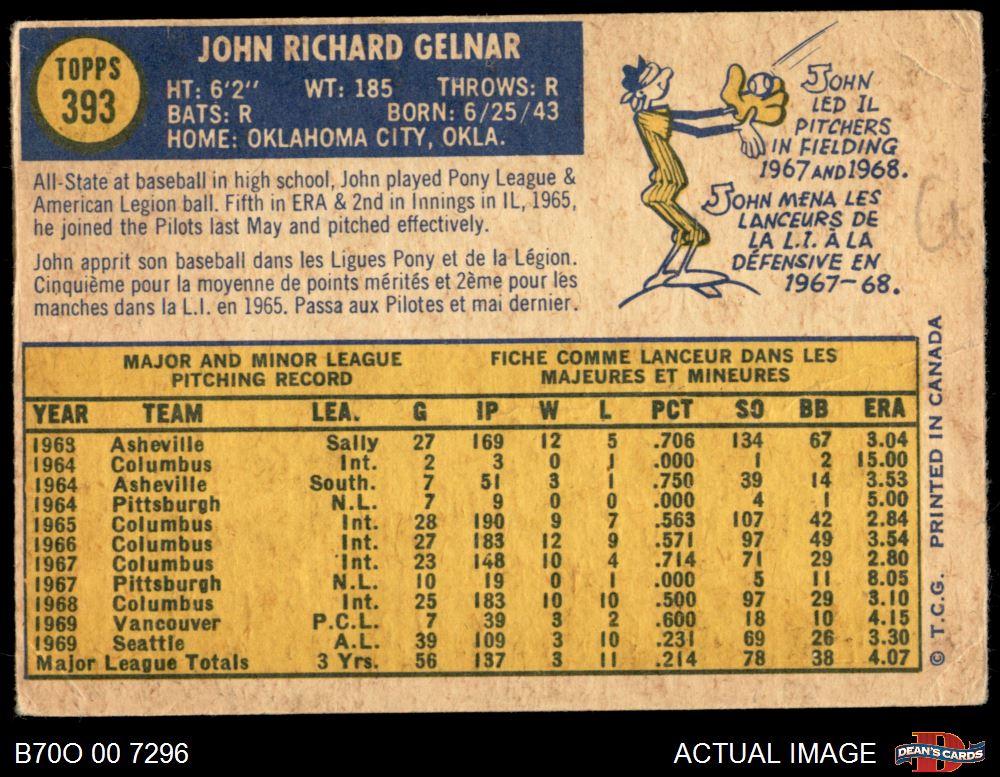 TOPPS
393
JOHN RICHARD GELNAR
HT: 6'2" WT: 185 THROWS: R
BATS: R BORN: 6/25/43
HOME: OKLAHOMA CITY, OKLA.
All-State at baseball in high school, John played Pony League &
American Legion ball. Fifth in ERA & 2nd in Innings in IL, 1965,
he joined the Pilots last May and pitched effectively.
John apprit son baseball dans les Ligues Pony et de la Légion.
Cinquième pour la moyenne de points mérités et 2ème pour les
manches dans la L.I. en 1965. Passa aux Pilotes et mai dernier.
JOHN
LED IL
PITCHERS
IN FIELDING
1967 AND 1968.
JOHN MENA LES
LANCEURS DE
LA L.I. À LA
DÉFENSIVE EN
1967-68.
MAJOR AND MINOR LEAGUE
PITCHING RECORD
FICHE COMME LANCEUR DANS LES
MAJEURES ET MINEURES
YEAR TEAM LEA. G IP W L PCT SO BB ERA
1963 Asheville Sally 27 169 12 5 .706 134 67 3.04
1964 Columbus Int. 2 3 0 1 .000 1 2 15.00
1964 Asheville South. 7 51 3 1 .750 39 14 3.53
1964 Pittsburgh N.L. 7 9 0 0 .000 4 1 5.00
1965 Columbus Int. 28 190 9 7 .563 107 42 2.84
1966 Columbus Int. 27 183 12 9 .571 97 49 3.54
1967 Columbus Int. 23 148 10 4 .714 71 29 2.80
1967 Pittsburgh N.L. 10 19 0 1 .000 5 11 8.05
1968 Columbus Int. 25 183 10 10 .500 97 29 3.10
1969 Vancouver P.C.L. 7 39 3 2 .600 18 10 4.15
1969 Seattle A.L. 39 109 3 10 .231 69 26 3.30
Major League Totals 3 Yrs. 56 137 3 11 .214 78 38 4.07
© T.C.G. PRINTED IN CANADA
B70O 00 7296
ACTUAL IMAGE
D
DEAN'S CARDS